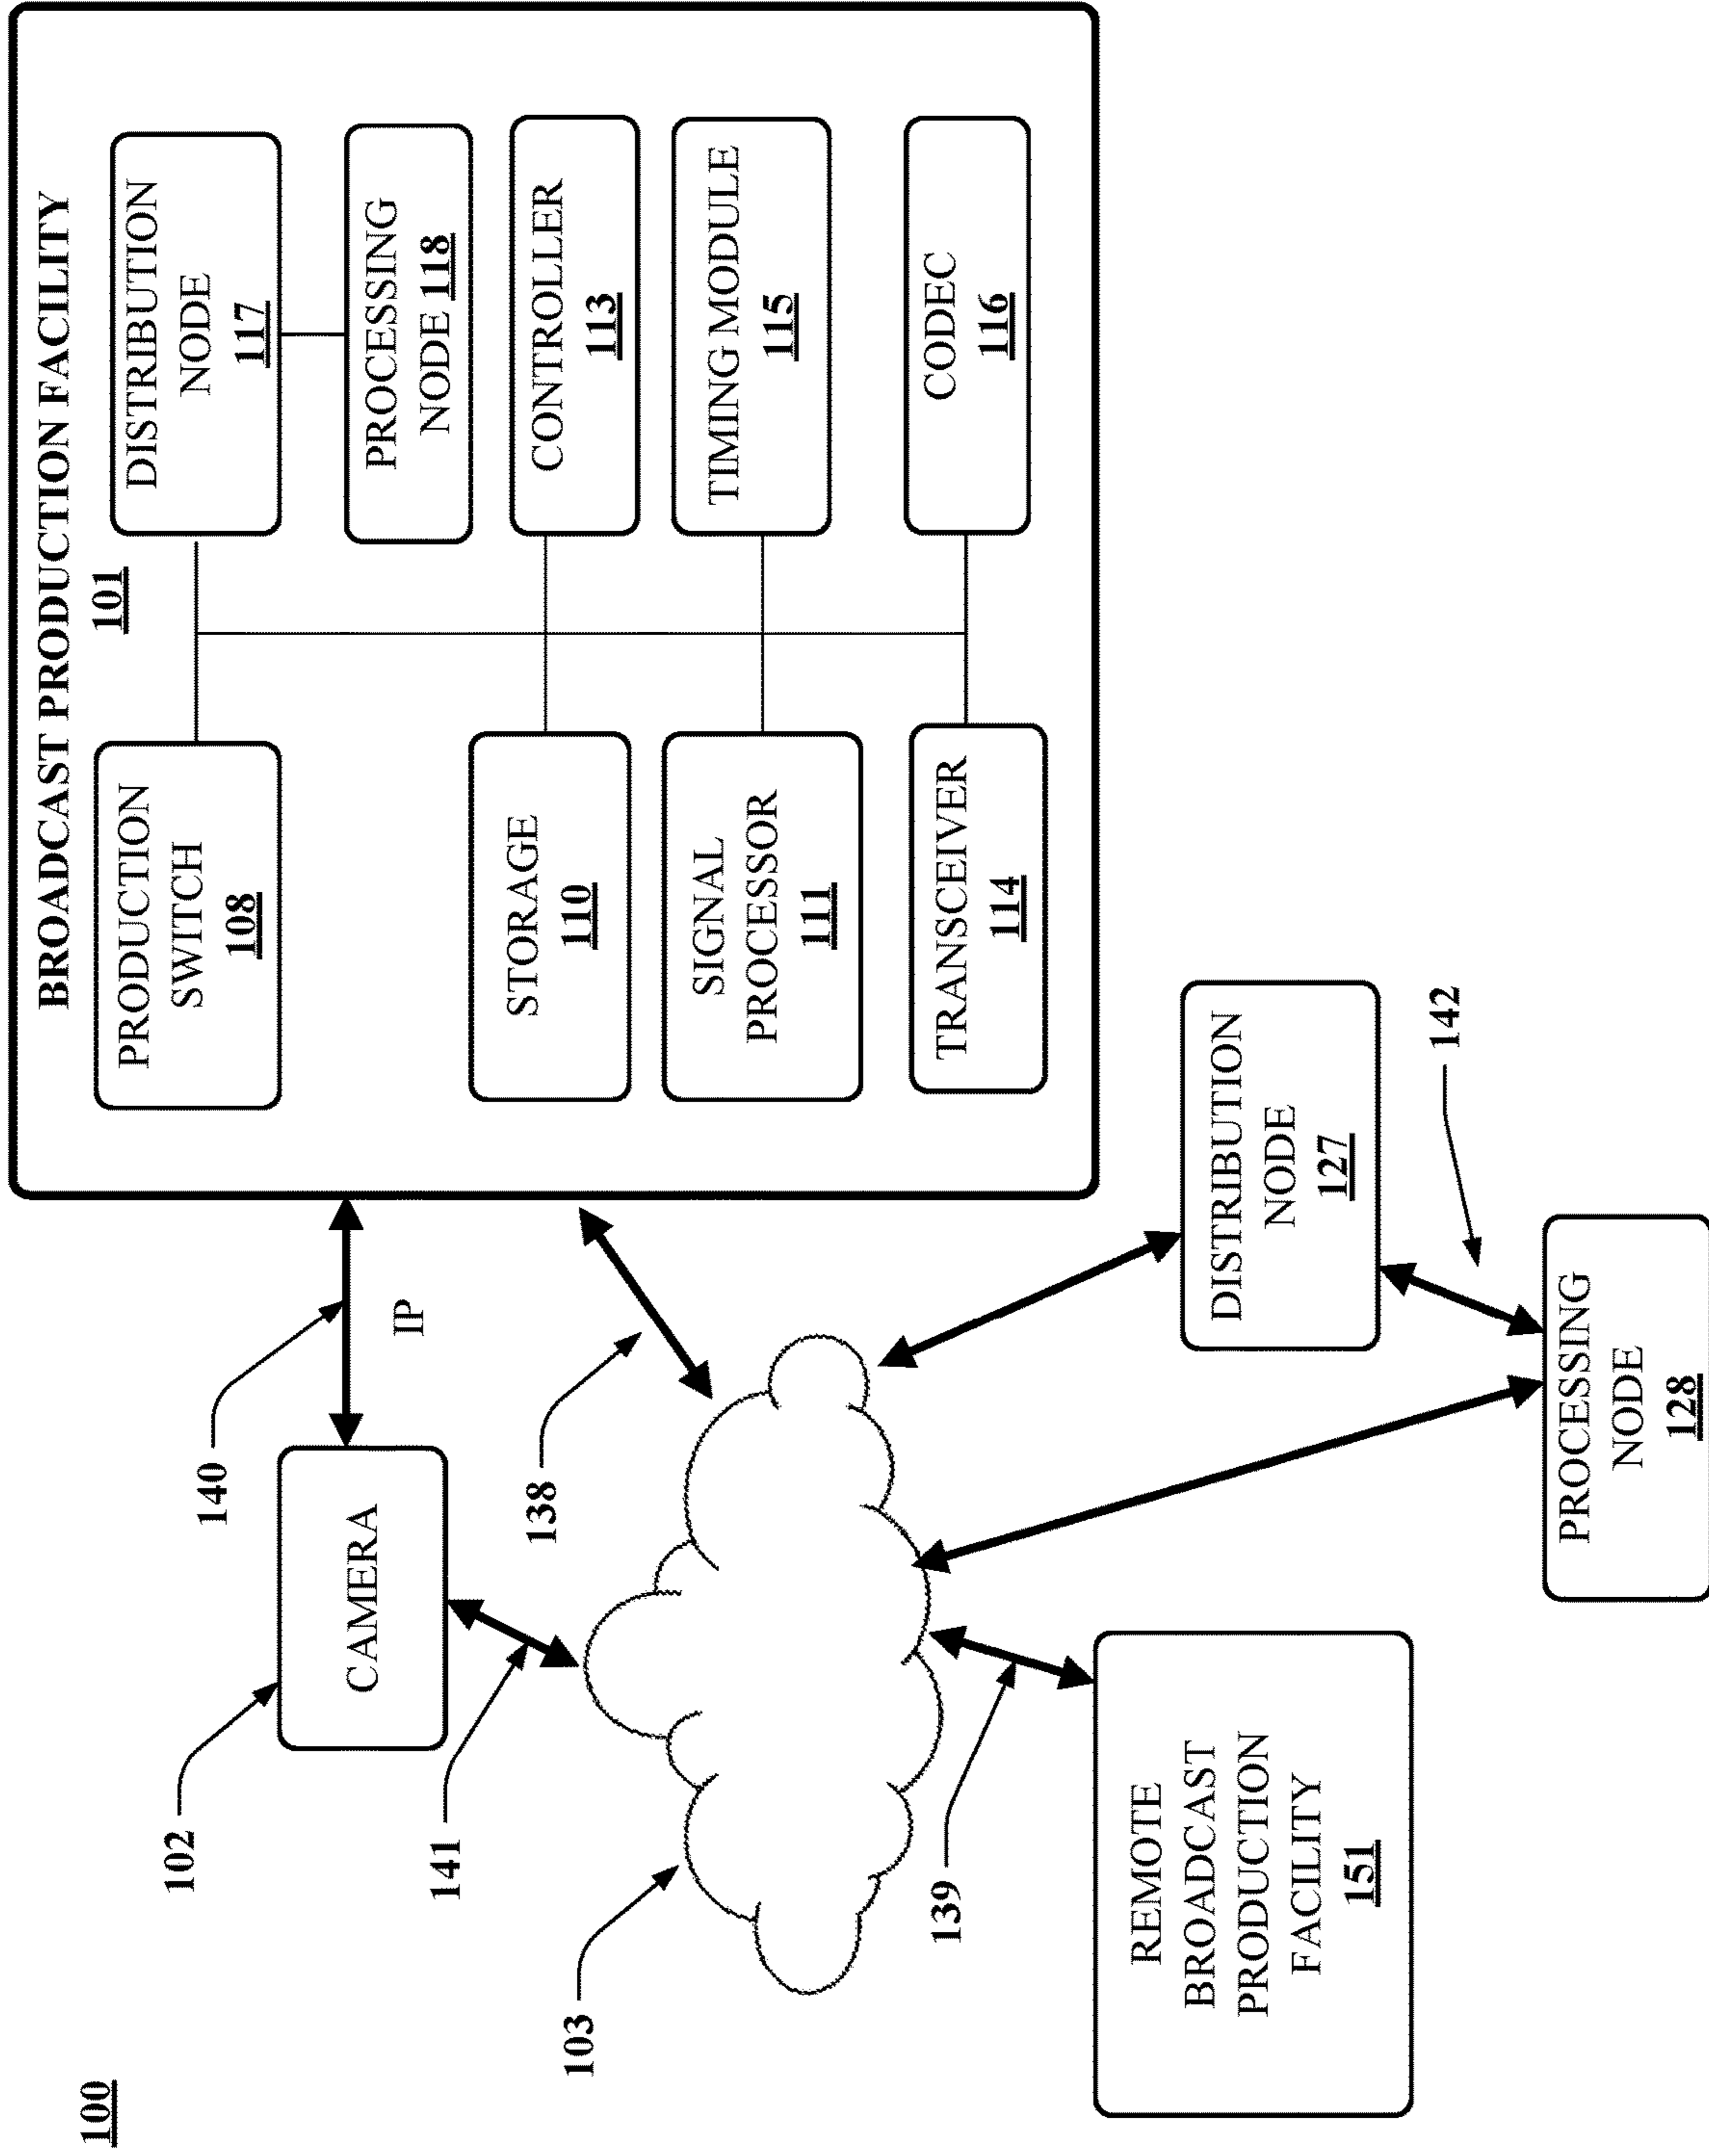 100
BROADCAST PRODUCTION FACILITY
101
PRODUCTION
SWITCH
108
DISTRIBUTION
NODE
117
PROCESSING
NODE 118
STORAGE
110
CONTROLLER
113
SIGNAL
PROCESSOR
111
TIMING MODULE
115
TRANSCEIVER
114
CODEC
116
102
CAMERA
140
IP
141
138
103
139
REMOTE
BROADCAST
PRODUCTION
FACILITY
151
DISTRIBUTION
NODE
127
142
PROCESSING
NODE
128